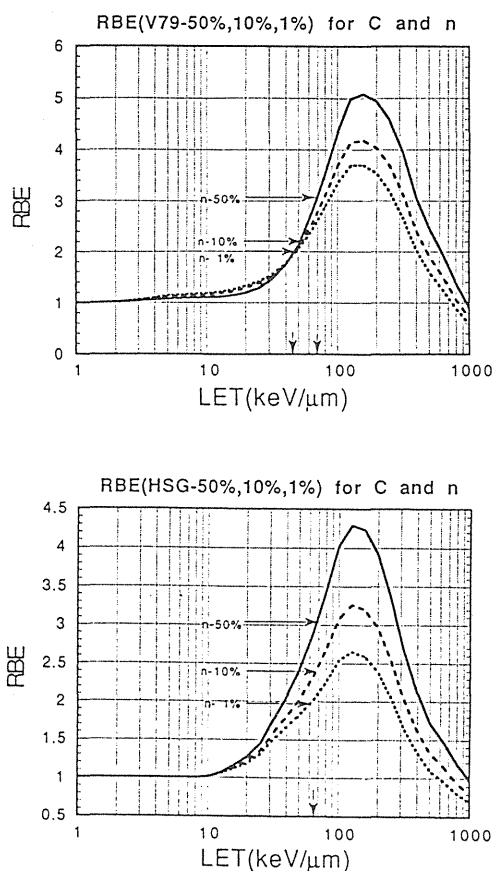 RBE(V79-50%,10%,1%) for C and n
6
5
4
3
2
1
0
RBE
n-50%
n-10%
n- 1%
1 10 100 1000
LET(keV/μm)
RBE(HSG-50%,10%,1%) for C and n
4.5
4
3.5
3
2.5
2
1.5
1
0.5
RBE
n-50%
n-10%
n- 1%
1 10 100 1000
LET(keV/μm)